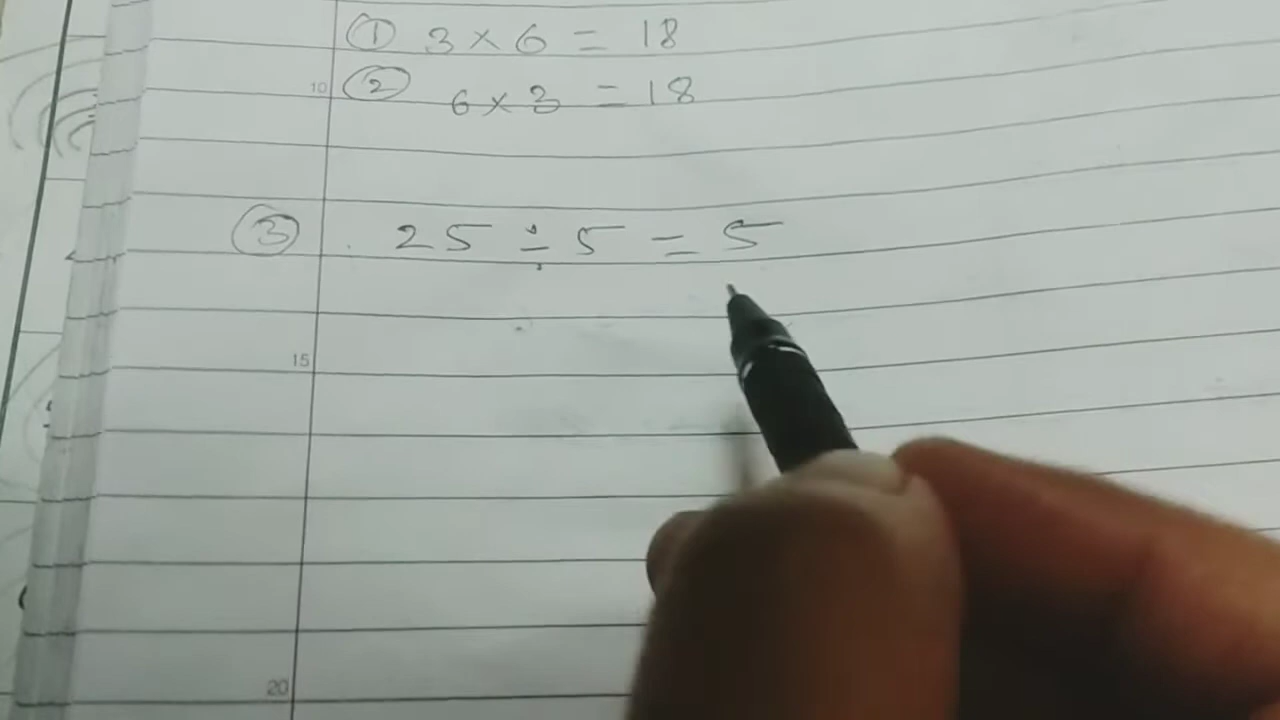 ① 3 × 6 = 18
10 ② 6 × 3 = 18
③ 25 ÷ 5 = 5
15
20